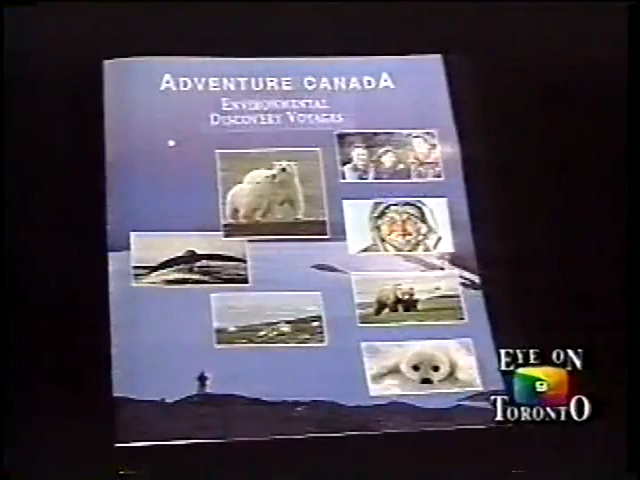 ADVENTURE CANADA
ENVIRONMENTAL
DISCOVERY VOYAGES
EYE ON
9
TORONTO